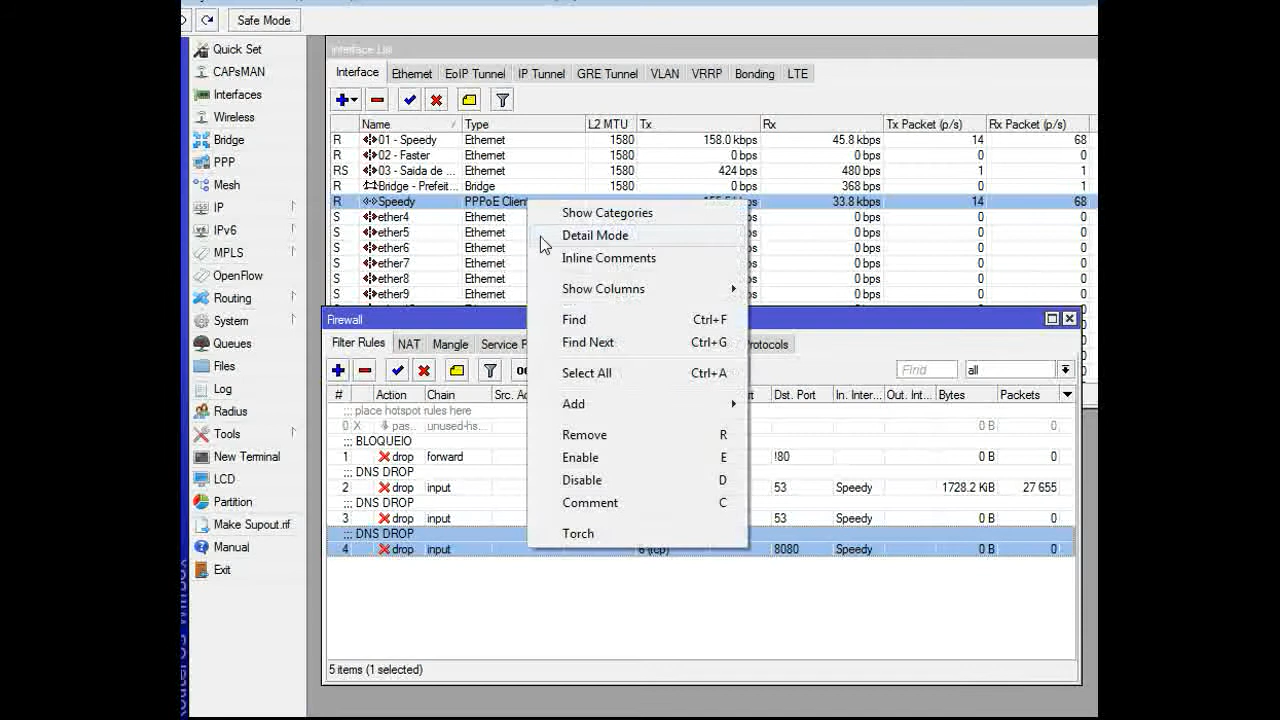 Safe Mode
Quick Set
CAPsMAN
Interfaces
Wireless
Bridge
PPP
Mesh
IP
IPv6
MPLS
OpenFlow
Routing
System
Queues
Files
Log
Radius
Tools
New Terminal
LCD
Partition
Make Supout.rif
Manual
Exit
Interface List
Interface Ethernet EoIP Tunnel IP Tunnel GRE Tunnel VLAN VRRP Bonding LTE
Name Type L2 MTU Tx Rx Tx Packet (p/s) Rx Packet (p/s)
R 01 - Speedy Ethernet 1580 158.0 kbps 45.8 kbps 14 68
R 02 - Faster Ethernet 1580 0 bps 0 bps 0 0
RS 03 - Saida de ... Ethernet 1580 424 bps 480 bps 1 1
R Bridge - Prefeit... Bridge 1580 0 bps 368 bps 0 1
R Speedy PPPoE Client 33.8 kbps 14 68
S ether4 Ethernet 0 bps 0 0
S ether5 Ethernet 0 bps 0 0
S ether6 Ethernet 0 bps 0 0
S ether7 Ethernet 0 bps 0 0
S ether8 Ethernet 0 bps 0 0
S ether9 Ethernet 0 bps 0 0
Show Categories
Detail Mode
Inline Comments
Show Columns
Find Ctrl+F
Find Next Ctrl+G
Select All Ctrl+A
Add
Remove R
Enable E
Disable D
Comment C
Torch
Firewall
Filter Rules NAT Mangle Service P rotocols
Find all
# Action Chain Src. Ad Dst. Port In. Inter... Out. Int... Bytes Packets
::: place hotspot rules here
0 X pas... unused-hs... 0 B 0
::: BLOQUEIO
1 drop forward !80 0 B 0
::: DNS DROP
2 drop input 53 Speedy 1728.2 KiB 27 655
::: DNS DROP
3 drop input 53 Speedy 0 B 0
::: DNS DROP
4 drop input 6 (tcp) 8080 Speedy 0 B 0
5 items (1 selected)